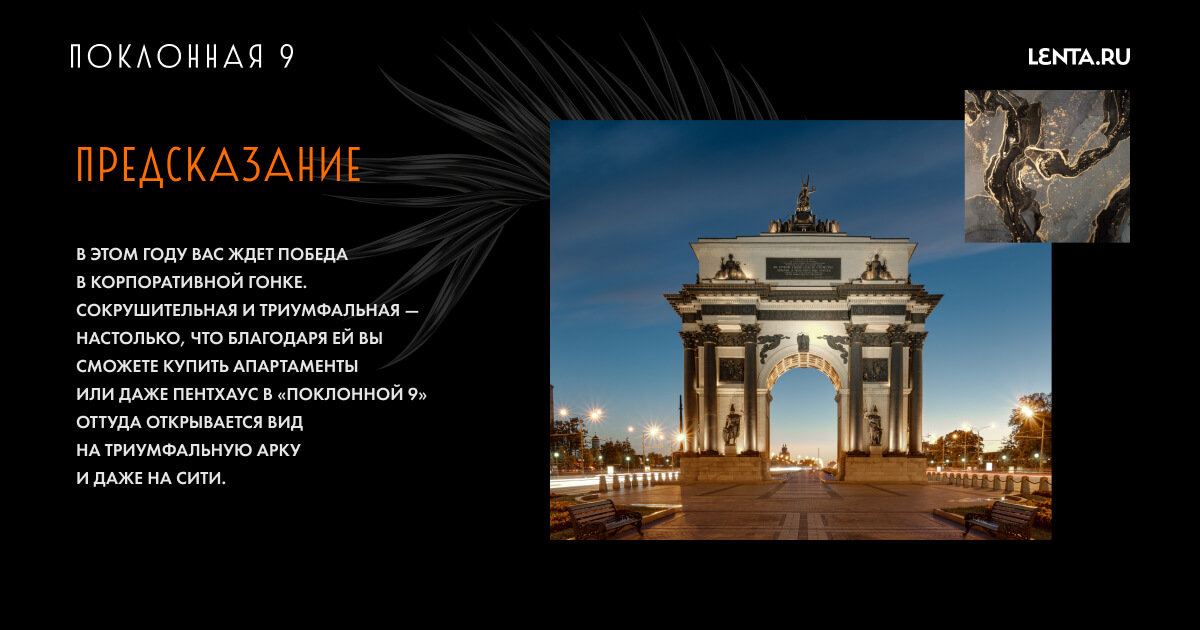 ПОКЛОННАЯ 9
LENTA.RU
ПРЕДСКАЗАНИЕ
В ЭТОМ ГОДУ ВАС ЖДЕТ ПОБЕДА
В КОРПОРАТИВНОЙ ГОНКЕ.
СОКРУШИТЕЛЬНАЯ И ТРИУМФАЛЬНАЯ —
НАСТОЛЬКО, ЧТО БЛАГОДАРЯ ЕЙ ВЫ
СМОЖЕТЕ КУПИТЬ АПАРТАМЕНТЫ
ИЛИ ДАЖЕ ПЕНТХАУС В «ПОКЛОННОЙ 9»
ОТТУДА ОТКРЫВАЕТСЯ ВИД
НА ТРИУМФАЛЬНУЮ АРКУ
И ДАЖЕ НА СИТИ.